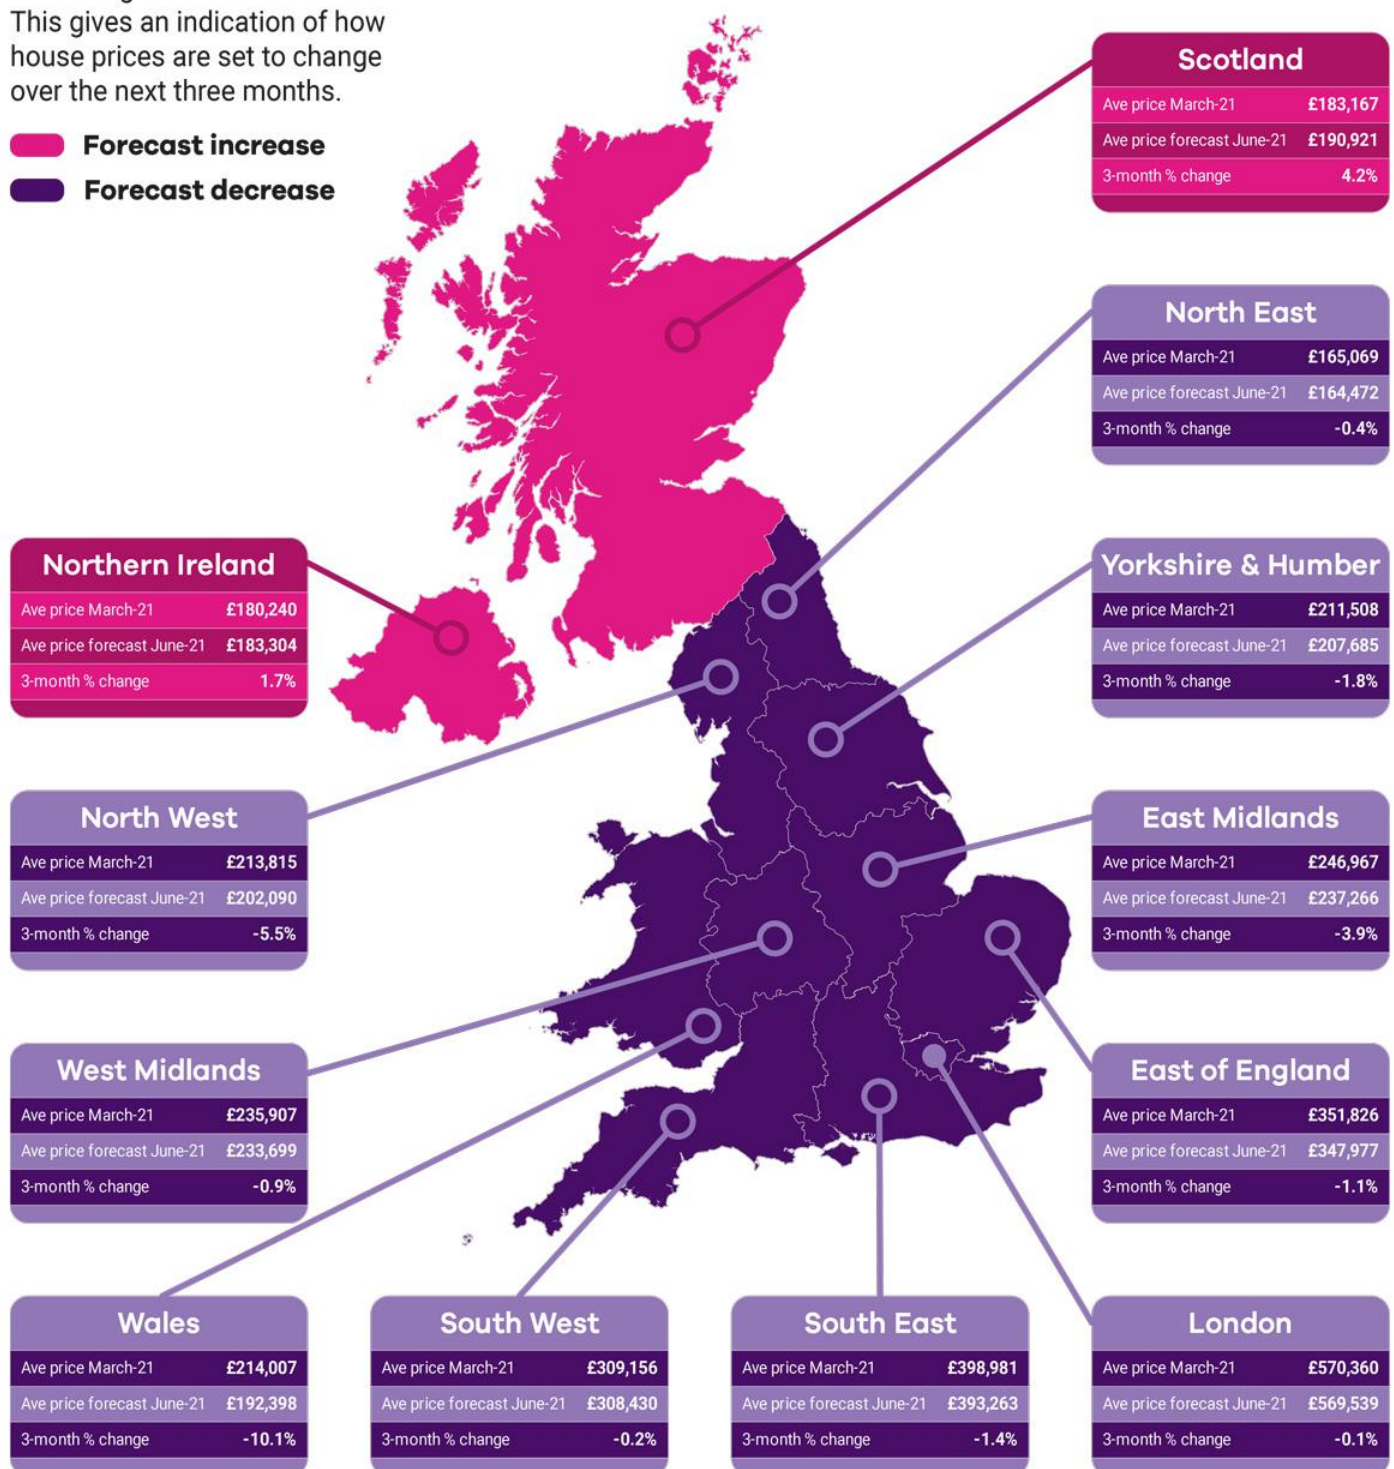 This gives an indication of how
house prices are set to change
over the next three months.
Forecast increase
Forecast decrease
Scotland
Ave price March-21 £183,167
Ave price forecast June-21 £190,921
3-month % change 4.2%
North East
Ave price March-21 £165,069
Ave price forecast June-21 £164,472
3-month % change -0.4%
Northern Ireland
Ave price March-21 £180,240
Ave price forecast June-21 £183,304
3-month % change 1.7%
Yorkshire & Humber
Ave price March-21 £211,508
Ave price forecast June-21 £207,685
3-month % change -1.8%
North West
Ave price March-21 £213,815
Ave price forecast June-21 £202,090
3-month % change -5.5%
East Midlands
Ave price March-21 £246,967
Ave price forecast June-21 £237,266
3-month % change -3.9%
West Midlands
Ave price March-21 £235,907
Ave price forecast June-21 £233,699
3-month % change -0.9%
East of England
Ave price March-21 £351,826
Ave price forecast June-21 £347,977
3-month % change -1.1%
Wales
Ave price March-21 £214,007
Ave price forecast June-21 £192,398
3-month % change -10.1%
South West
Ave price March-21 £309,156
Ave price forecast June-21 £308,430
3-month % change -0.2%
South East
Ave price March-21 £398,981
Ave price forecast June-21 £393,263
3-month % change -1.4%
London
Ave price March-21 £570,360
Ave price forecast June-21 £569,539
3-month % change -0.1%